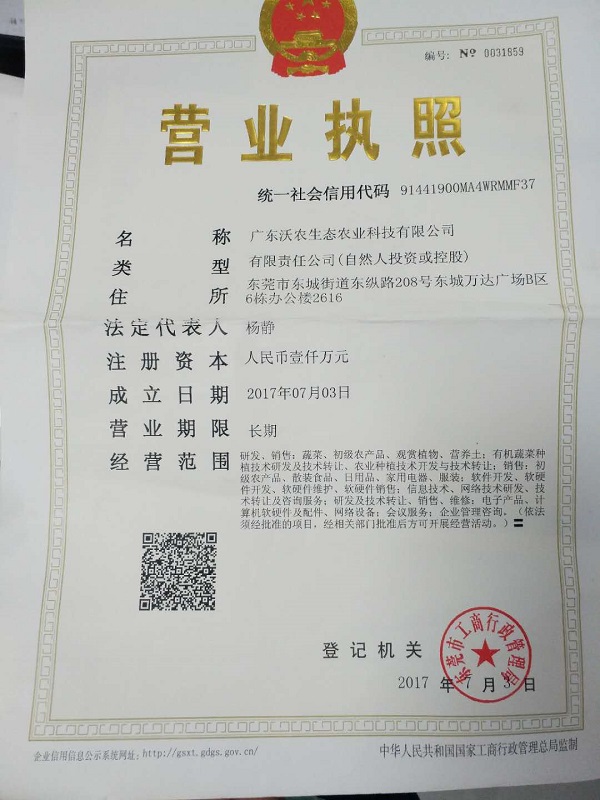 编号: № 0031859
营业执照
统一社会信用代码 91441900MA4WRMMF37
名称 广东沃农生态农业科技有限公司
类型 有限责任公司(自然人投资或控股)
住所 东莞市东城街道东纵路208号东城万达广场B区
6栋办公楼2616
法定代表人 杨静
注册资本 人民币壹仟万元
成立日期 2017年07月03日
营业期限 长期
经营范围 研发、销售：蔬菜、初级农产品、观赏植物、营养土；有机蔬菜种
植技术研发及技术转让、农业种植技术开发与技术转让；销售：初
级农产品、散装食品、日用品、家用电器、服装；软件开发、软硬
件开发、软硬件维护、软硬件销售；信息技术、网络技术研发、技
术转让及咨询服务；研发及技术转让、销售、维修：电子产品、计
算机软硬件及配件、网络设备；会议服务；企业管理咨询。（依法
须经批准的项目，经相关部门批准后方可开展经营活动。）
登记机关
东莞市工商行政管理局
2017 年 7 月 3 日
企业信用信息公示系统网址: http://gsxt.gdgs.gov.cn/
中华人民共和国国家工商行政管理总局监制